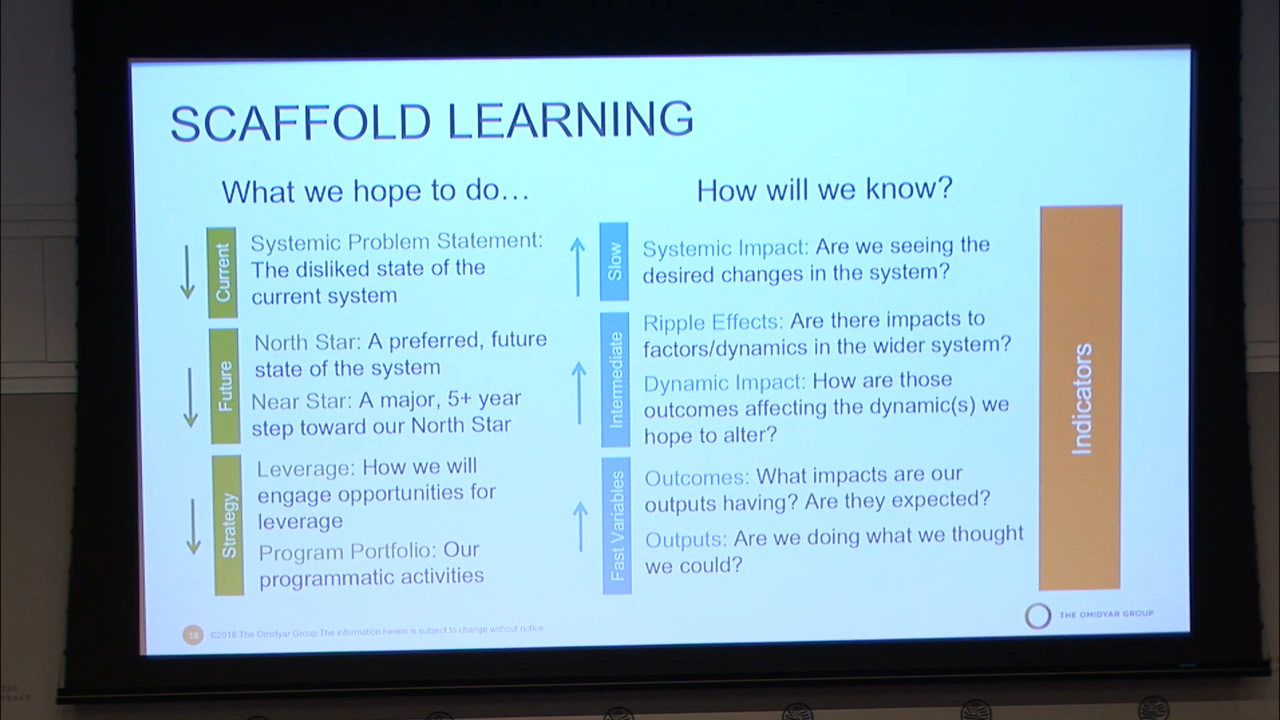 SCAFFOLD LEARNING
What we hope to do…
Current
Systemic Problem Statement:
The disliked state of the
current system
Future
North Star: A preferred, future
state of the system
Near Star: A major, 5+ year
step toward our North Star
Strategy
Leverage: How we will
engage opportunities for
leverage
Program Portfolio: Our
programmatic activities
How will we know?
Slow
Systemic Impact: Are we seeing the
desired changes in the system?
Intermediate
Ripple Effects: Are there impacts to
factors/dynamics in the wider system?
Dynamic Impact: How are those
outcomes affecting the dynamic(s) we
hope to alter?
Fast Variables
Outcomes: What impacts are our
outputs having? Are they expected?
Outputs: Are we doing what we thought
we could?
Indicators
18
©2016 The Omidyar Group The information herein is subject to change without notice
THE OMIDYAR GROUP